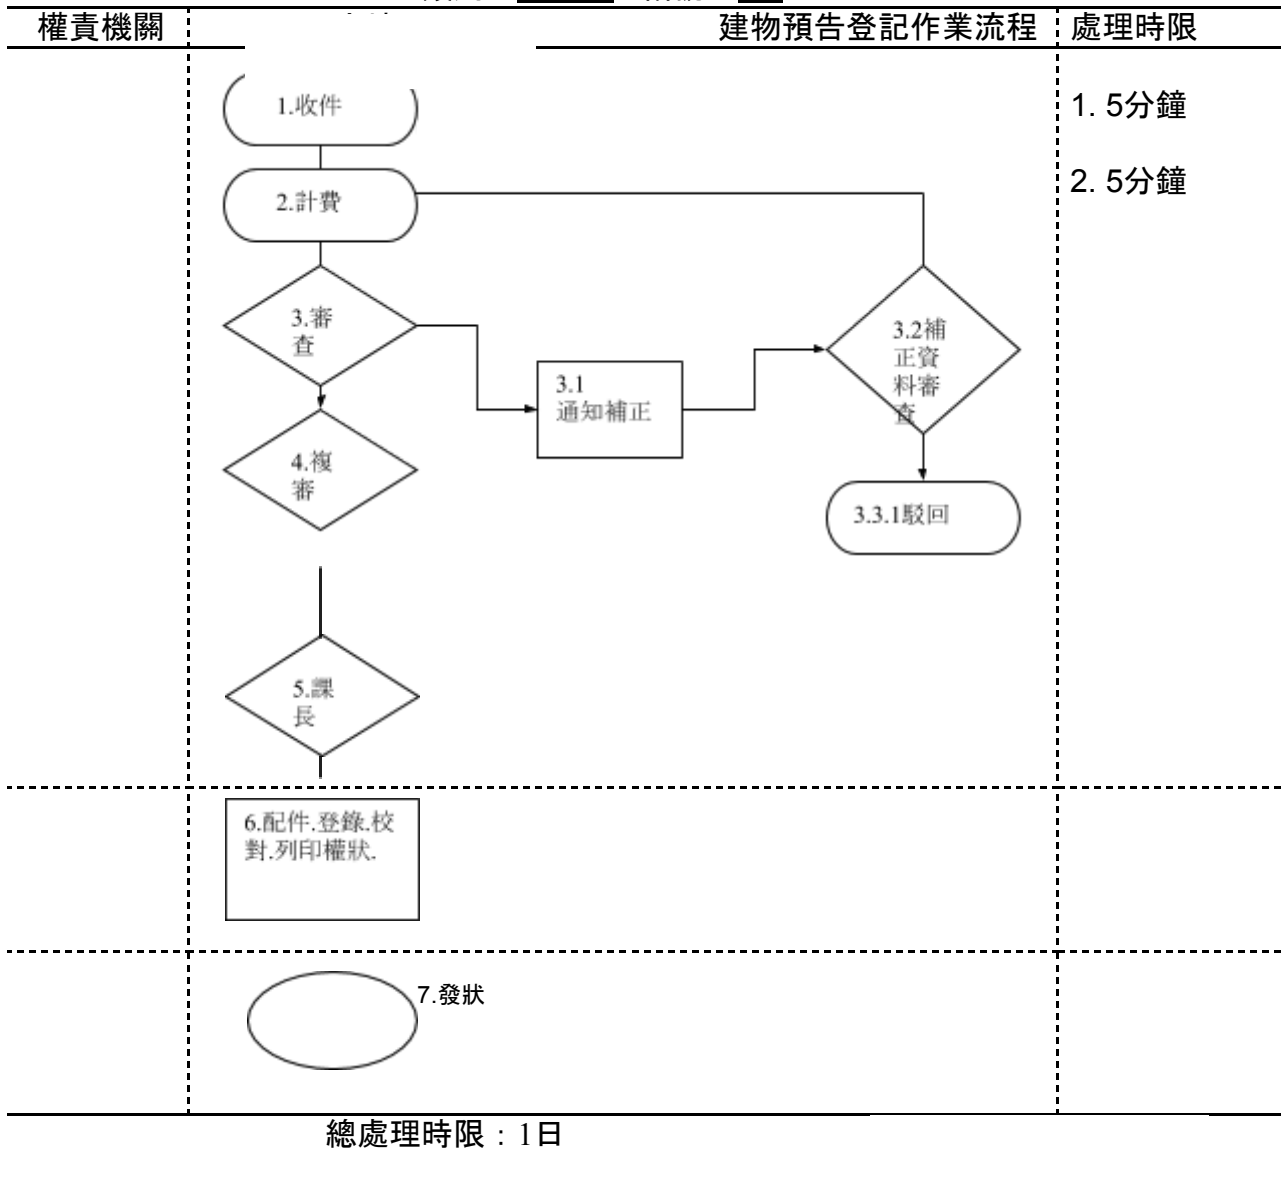 權責機關
建物預告登記作業流程
處理時限
1.收件
1. 5分鐘
2.計費
2. 5分鐘
3.審
查
3.1
通知補正
3.2補
正資
料審
查
4.複
審
3.3.1駁回
5.課
長
6.配件.登錄.校
對.列印權狀.
7.發狀
總處理時限：1日